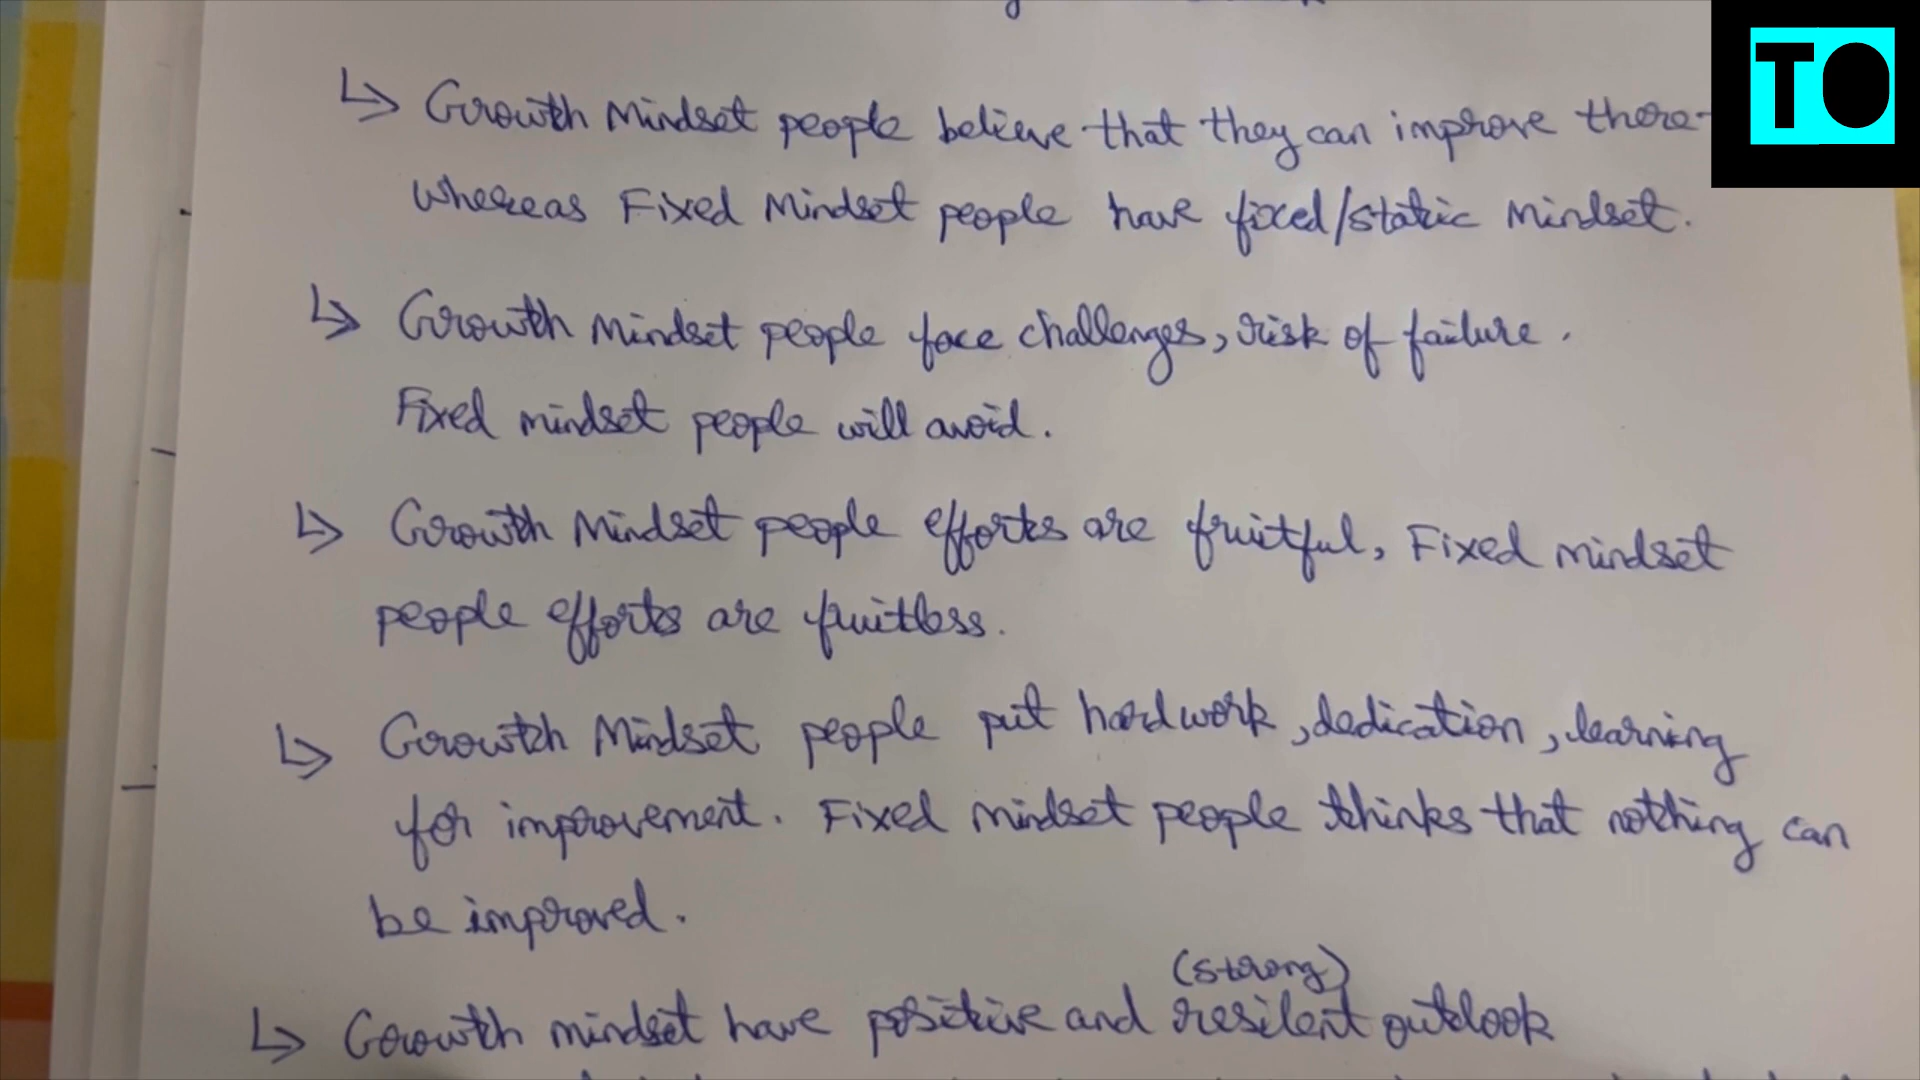 TO
↳ Growth Mindset people believe that they can improve there-
whereas Fixed Mindset people have fixed/static Mindset.
↳ Growth Mindset people face challenges, risk of failure.
Fixed mindset people will avoid.
↳ Growth Mindset people efforts are fruitful, Fixed mindset
people efforts are fruitless.
↳ Growth Mindset people put hardwork, dedication, learning
for improvement. Fixed mindset people thinks that nothing can
be improved.
(strong)
↳ Growth mindset have positive and resilent outlook